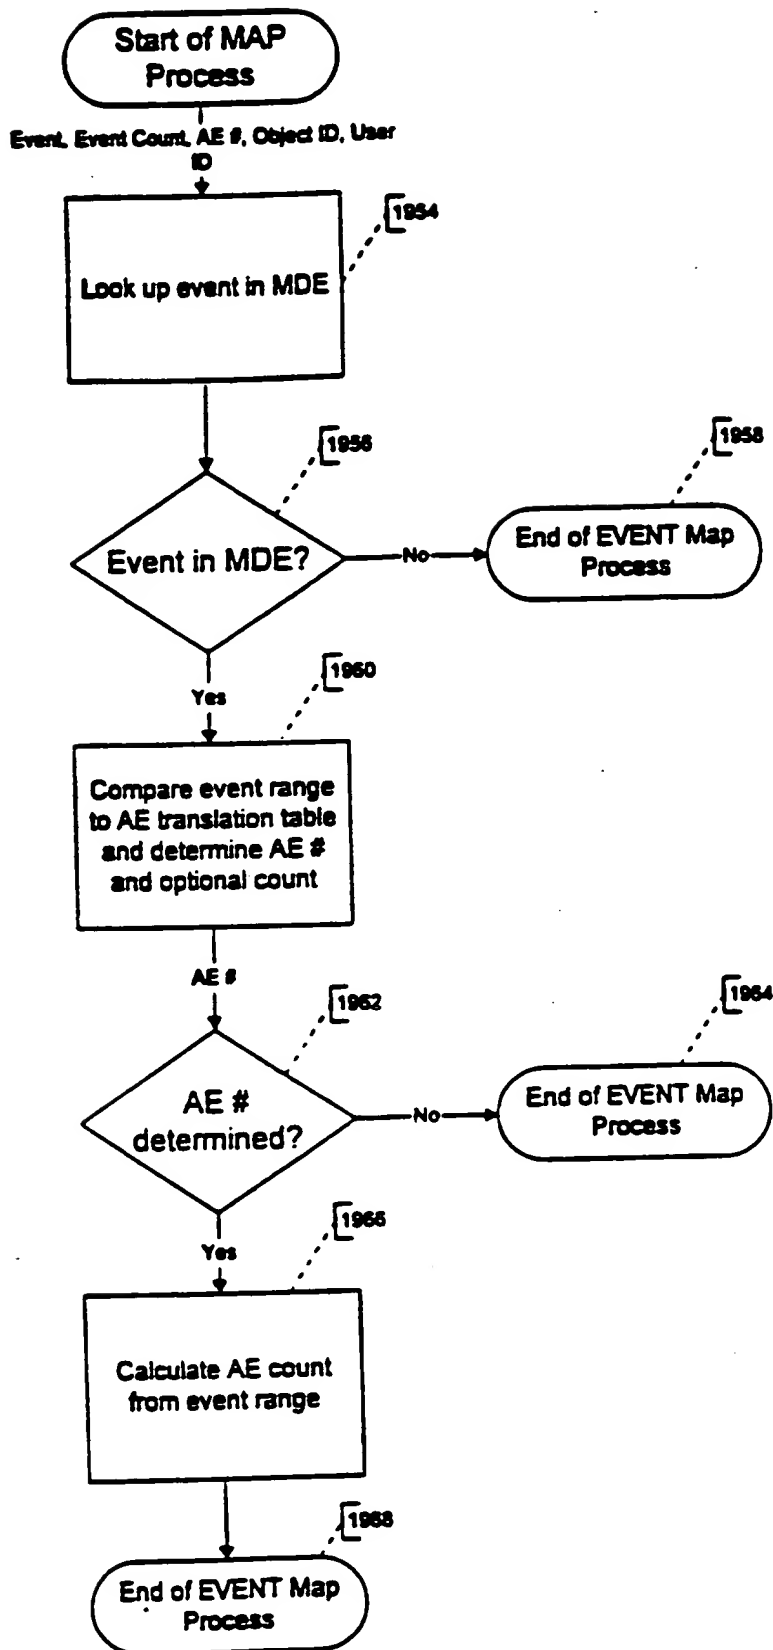 Start of MAP
Process
Event, Event Count, AE #, Object ID, User
ID
1954
Look up event in MDE
1956
1958
Event in MDE?
No
End of EVENT Map
Process
1960
Yes
Compare event range
to AE translation table
and determine AE #
and optional count
AE #
1962
1964
AE #
determined?
No
End of EVENT Map
Process
1966
Yes
Calculate AE count
from event range
1968
End of EVENT Map
Process